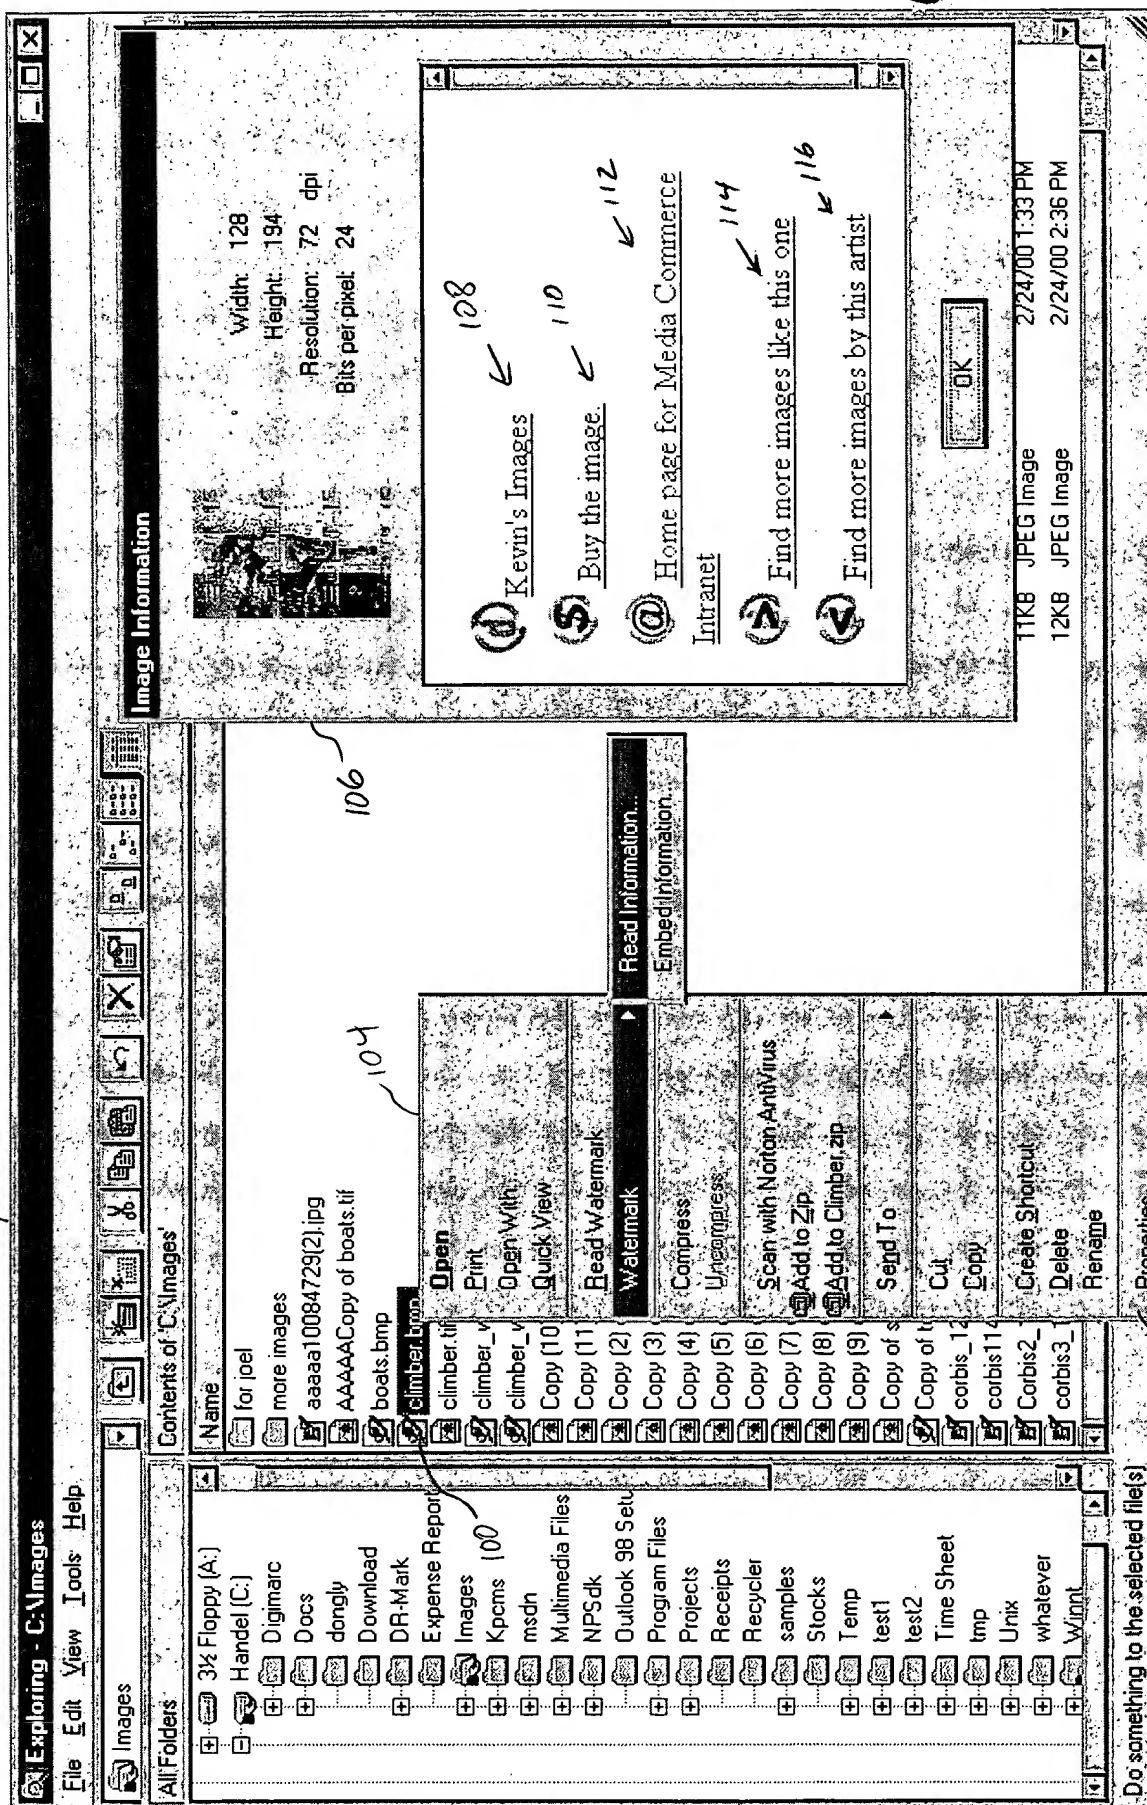 Exploring - C:\Images
File Edit View Tools Help
Images
All Folders
Contents of 'C:\Images'
3½ Floppy (A:)
Handel (C:)
Digimarc
Docs
dongly
Download
DR-Mark
Expense Report
Images
Kpcms
msdn
Multimedia Files
NPSdk
Outlook 98 Setu
Program Files
Projects
Receipts
Recycler
samples
Stocks
Temp
test1
test2
Time Sheet
tmp
Unix
whatever
Winnt
100
Name
for joel
more images
aaaaa10084729(2).jpg
AAAAACopy of boats.tif
boats.bmp
Climber.bmp
climber.tif
climber_v
climber_v
Copy (10
Copy (11
Copy (2)
Copy (3)
Copy (4)
Copy (5)
Copy (6)
Copy (7)
Copy (8)
Copy (9)
Copy of s
Copy of t
corbis_12
corbis114
Corbis2_
corbis3_1
104
Open
Print
Open With
Quick View
Read Watermark
Watermark
Compress
Uncompress
Scan with Norton AntiVirus
Add to Zip
Add to Climber.zip
Send To
Cut
Copy
Create Shortcut
Delete
Rename
Properties
Read Information...
Embed Information...
106
Image Information
Width: 128
Height: 194
Resolution: 72 dpi
Bits per pixel: 24
(d) Kevin's Images 108
($) Buy the image. 110
(@) Home page for Media Commerce 112
Intranet
(>) Find more images like this one 114
(<) Find more images by this artist 116
OK
11KB JPEG Image 2/24/00 1:33 PM
12KB JPEG Image 2/24/00 2:36 PM
Do something to the selected file(s)